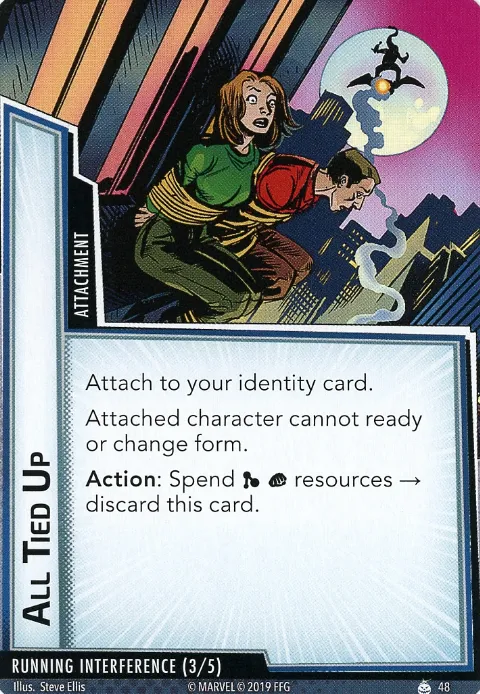 ATTACHMENT
ALL TIED UP
Attach to your identity card.
Attached character cannot ready
or change form.
Action: Spend resources →
discard this card.
RUNNING INTERFERENCE (3/5)
Illus. Steve Ellis © MARVEL © 2019 FFG 48